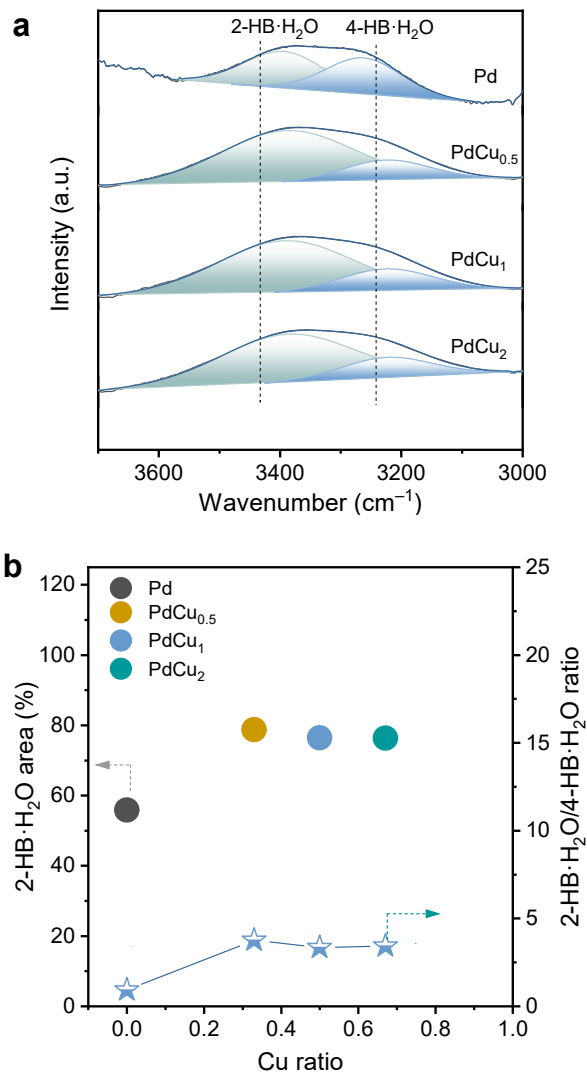 a
2-HB·H₂O 4-HB·H₂O
Pd
PdCu₀.₅
PdCu₁
PdCu₂
Intensity (a.u.)
3600 3400 3200 3000
Wavenumber (cm⁻¹)
b
Pd
PdCu₀.₅
PdCu₁
PdCu₂
120
100
80
60
40
20
0
2-HB·H₂O area (%)
25
20
15
10
5
0
2-HB·H₂O/4-HB·H₂O ratio
0.0 0.2 0.4 0.6 0.8 1.0
Cu ratio